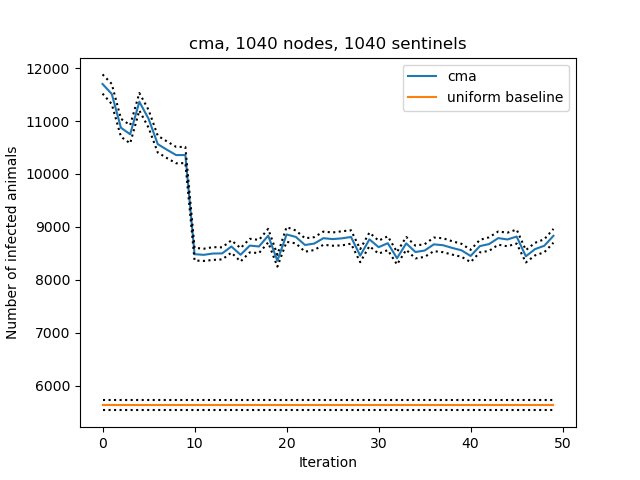 cma, 1040 nodes, 1040 sentinels
12000
11000
10000
9000
8000
7000
6000
Number of infected animals
cma
uniform baseline
0
10
20
30
40
50
Iteration